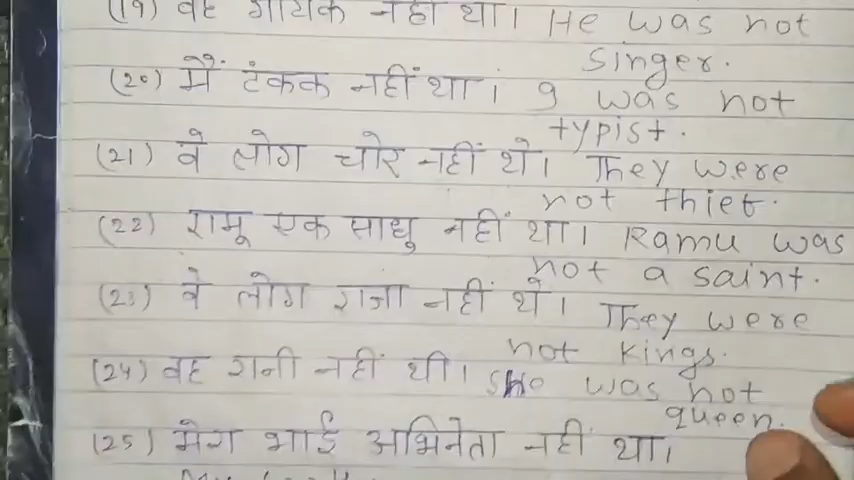 (19) वह गायक नहीं था। He was not
singer.
(20) मैं टंकक नहीं था। I was not
typist.
(21) वे लोग चोर नहीं थे। They were
not thief.
(22) रामू एक साधु नहीं था। Ramu was
not a saint.
(23) वे लोग राजा नहीं थे। They were
not kings.
(24) वह रानी नहीं थी। She was not
queen.
(25) मेरा भाई अभिनेता नहीं था।
My